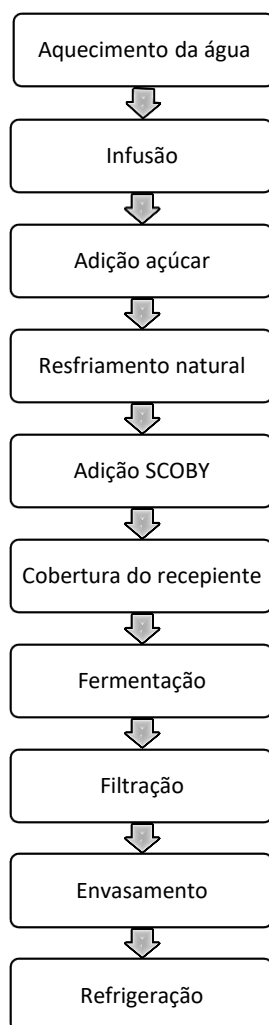 Aquecimento da água
Infusão
Adição açúcar
Resfriamento natural
Adição SCOBY
Cobertura do recepiente
Fermentação
Filtração
Envasamento
Refrigeração